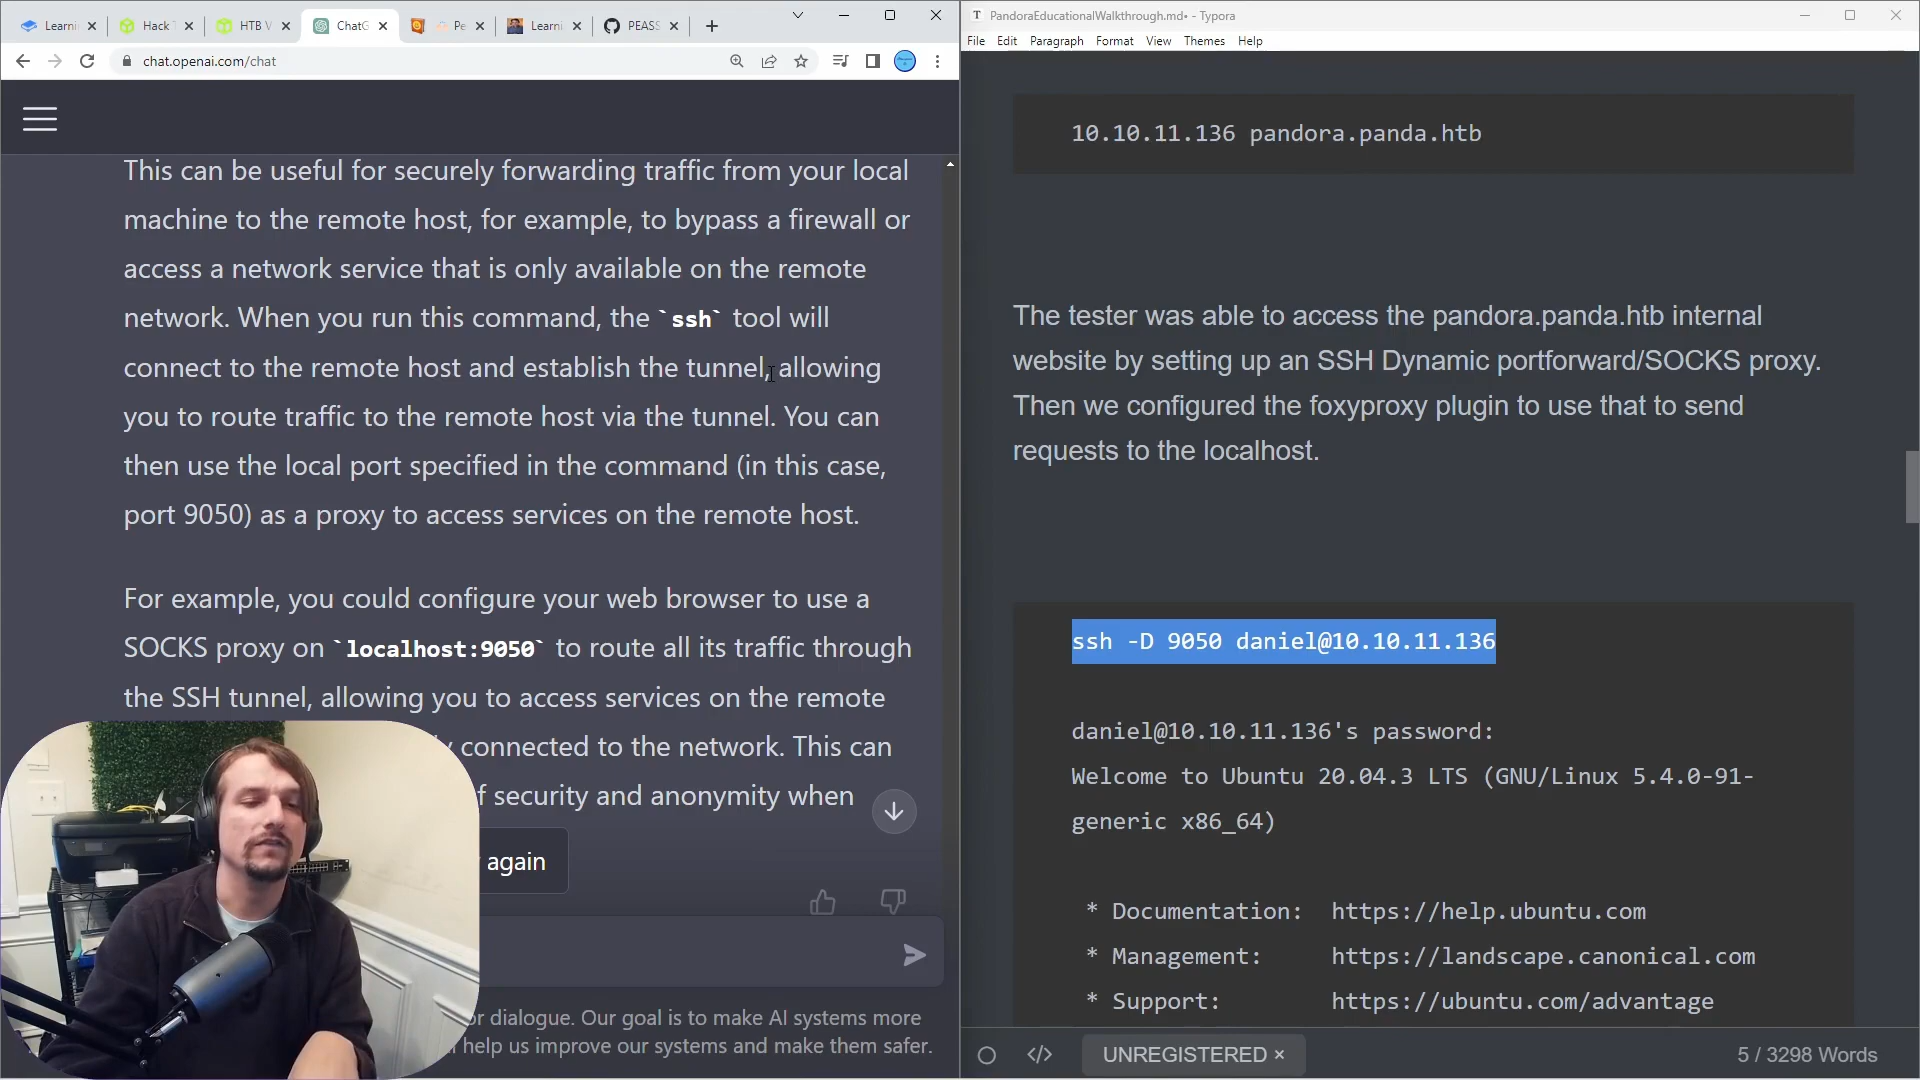 Learni
Hack T
HTB V
ChatG
Pe
Learni
PEASS
chat.openai.com/chat
This can be useful for securely forwarding traffic from your local
machine to the remote host, for example, to bypass a firewall or
access a network service that is only available on the remote
network. When you run this command, the `ssh` tool will
connect to the remote host and establish the tunnel, allowing
you to route traffic to the remote host via the tunnel. You can
then use the local port specified in the command (in this case,
port 9050) as a proxy to access services on the remote host.
For example, you could configure your web browser to use a
SOCKS proxy on `localhost:9050` to route all its traffic through
the SSH tunnel, allowing you to access services on the remote
connected to the network. This can
f security and anonymity when
again
or dialogue. Our goal is to make AI systems more
help us improve our systems and make them safer.
T PandoraEducationalWalkthrough.md• - Typora
File Edit Paragraph Format View Themes Help
10.10.11.136 pandora.panda.htb
The tester was able to access the pandora.panda.htb internal
website by setting up an SSH Dynamic portforward/SOCKS proxy.
Then we configured the foxyproxy plugin to use that to send
requests to the localhost.
ssh -D 9050 daniel@10.10.11.136
daniel@10.10.11.136's password:
Welcome to Ubuntu 20.04.3 LTS (GNU/Linux 5.4.0-91-
generic x86_64)
* Documentation: https://help.ubuntu.com
* Management: https://landscape.canonical.com
* Support: https://ubuntu.com/advantage
</> UNREGISTERED × 5 / 3298 Words